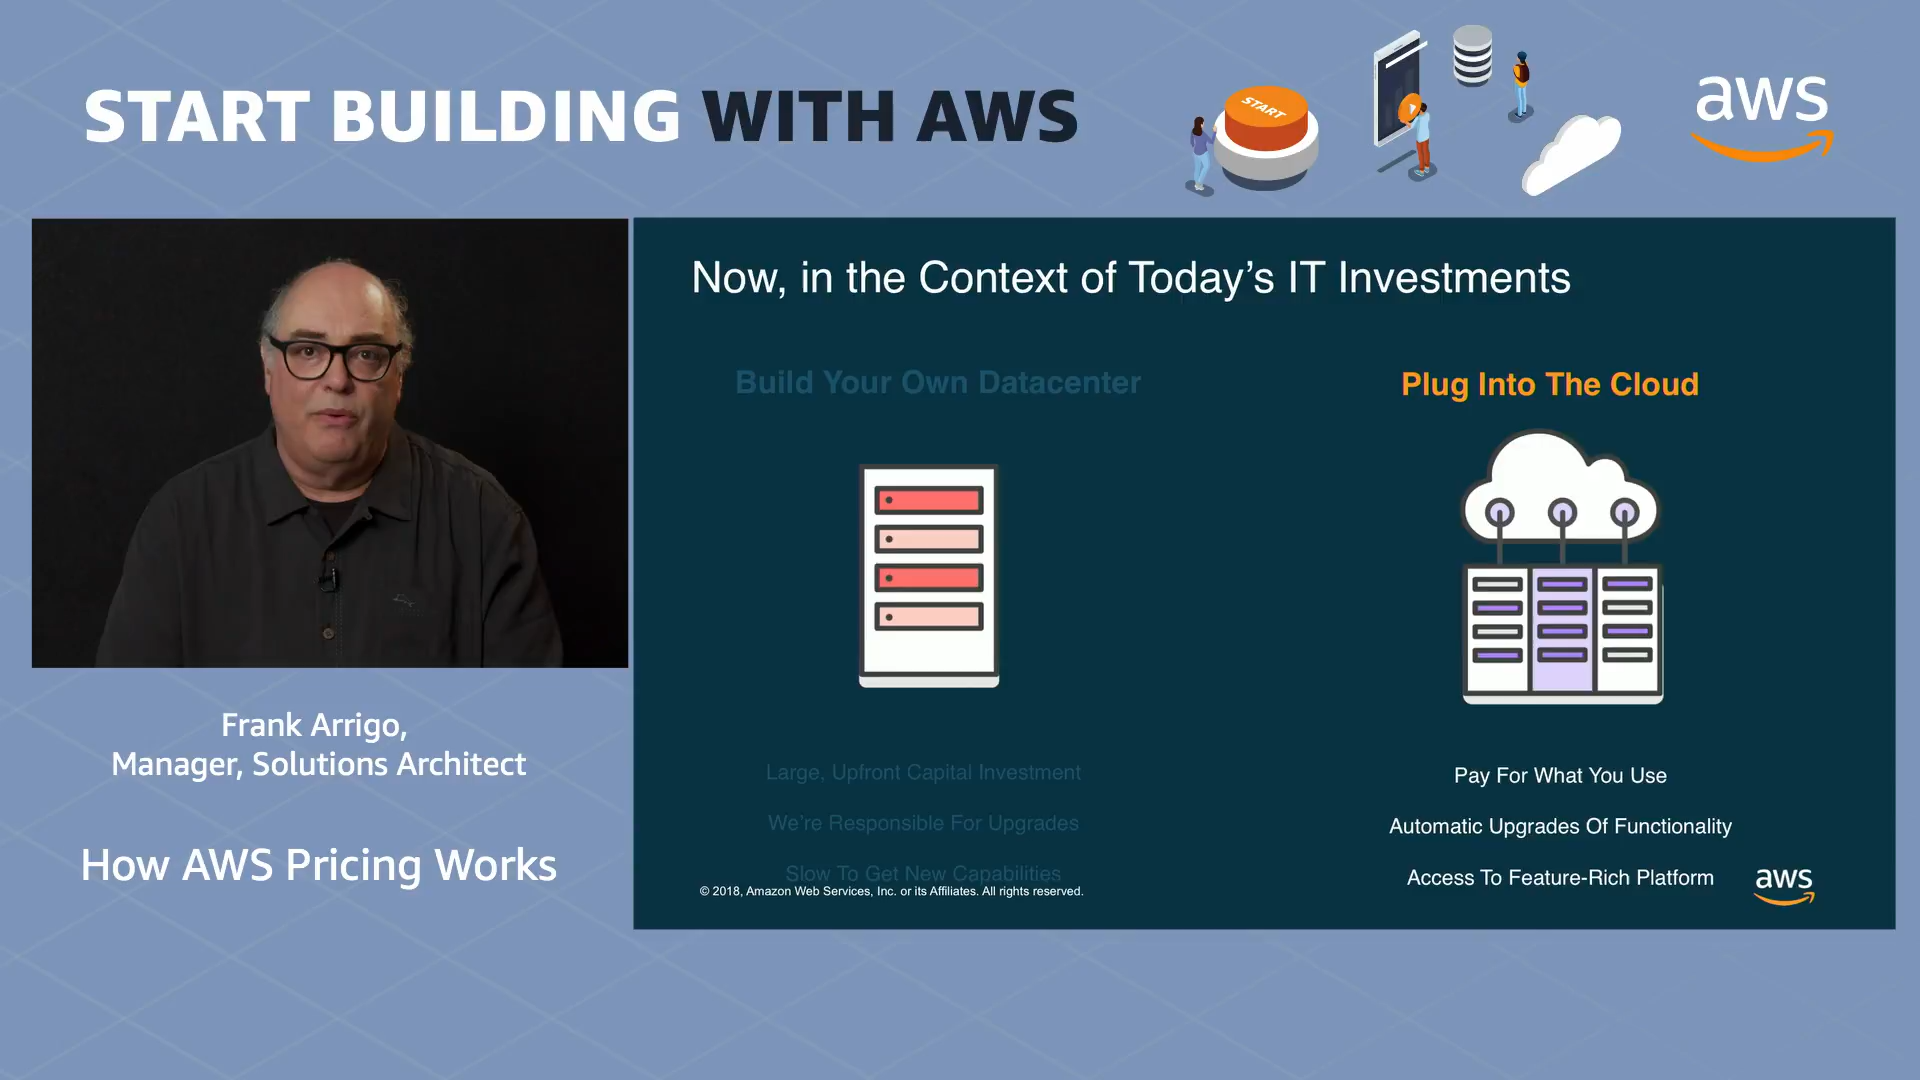 START BUILDING WITH AWS
START
aws
Now, in the Context of Today’s IT Investments
Build Your Own Datacenter
Plug Into The Cloud
Large, Upfront Capital Investment
We’re Responsible For Upgrades
Slow To Get New Capabilities
© 2018, Amazon Web Services, Inc. or its Affiliates. All rights reserved.
Pay For What You Use
Automatic Upgrades Of Functionality
Access To Feature-Rich Platform
aws
Frank Arrigo,
Manager, Solutions Architect
How AWS Pricing Works